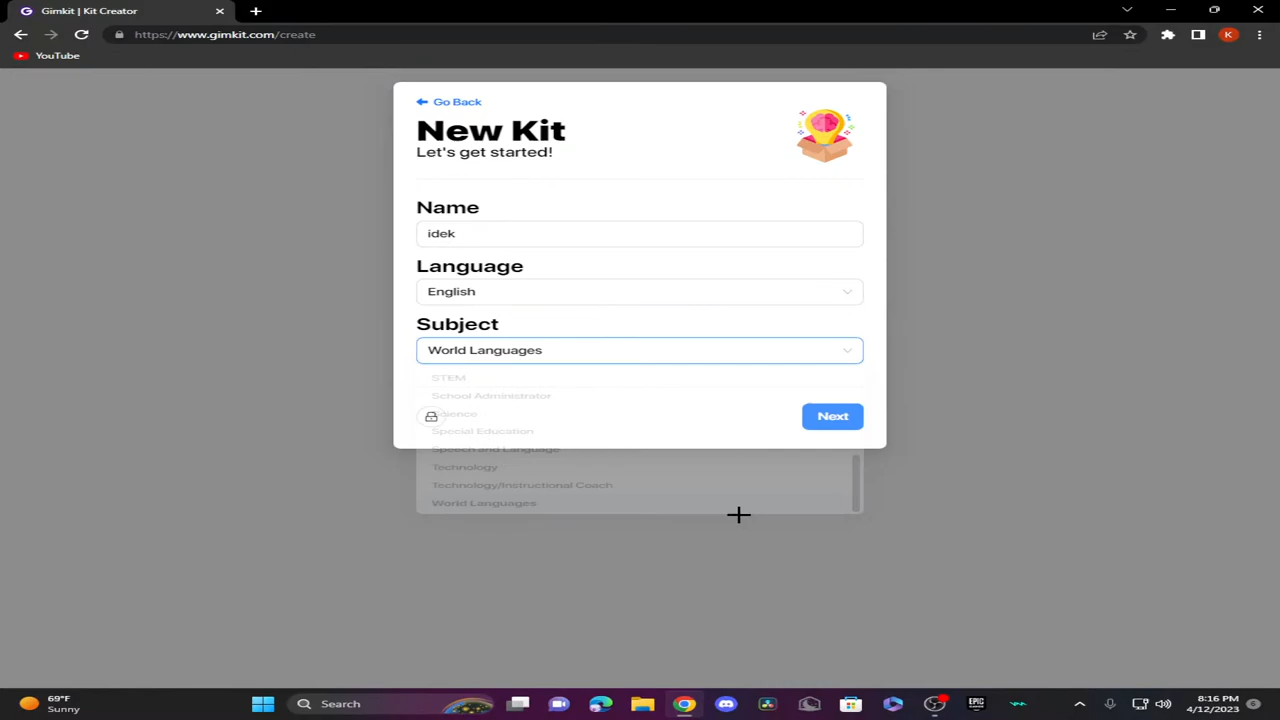 Gimkit | Kit Creator
https://www.gimkit.com/create
K
YouTube
Go Back
New Kit
Let's get started!
Name
idek
Language
English
Subject
World Languages
STEM
School Administrator
Science
Special Education
Next
Speech and Language
Technology
Technology/Instructional Coach
World Languages
69°F
Sunny
Search
EPIC
8:16 PM
4/12/2023